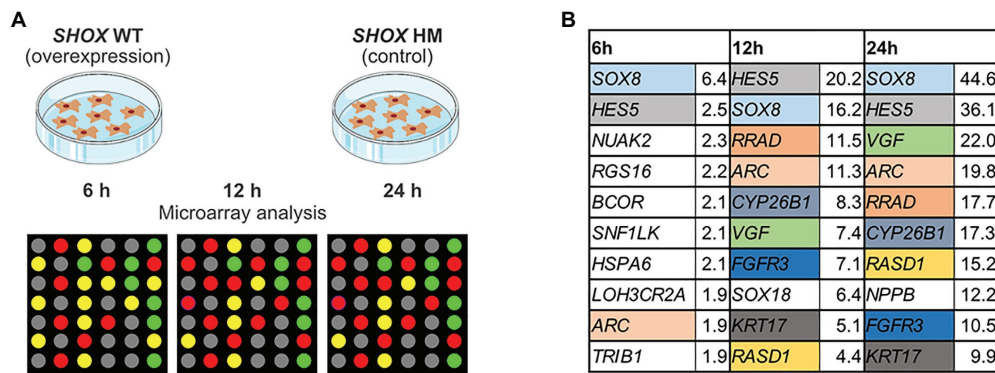 A
SHOX WT
(overexpression)
SHOX HM
(control)
6 h 12 h 24 h
Microarray analysis
B
6h 12h 24h
SOX8 6.4 HES5 20.2 SOX8 44.6
HES5 2.5 SOX8 16.2 HES5 36.1
NUAK2 2.3 RRAD 11.5 VGF 22.0
RGS16 2.2 ARC 11.3 ARC 19.8
BCOR 2.1 CYP26B1 8.3 RRAD 17.7
SNF1LK 2.1 VGF 7.4 CYP26B1 17.3
HSPA6 2.1 FGFR3 7.1 RASD1 15.2
LOH3CR2A 1.9 SOX18 6.4 NPPB 12.2
ARC 1.9 KRT17 5.1 FGFR3 10.5
TRIB1 1.9 RASD1 4.4 KRT17 9.9